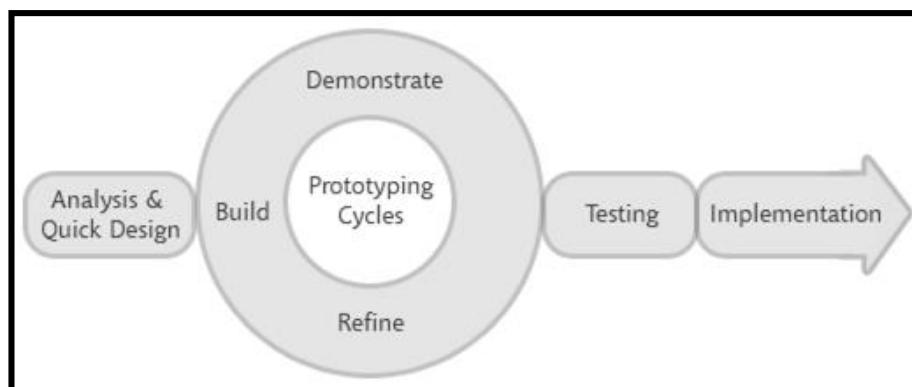 Analysis &
Quick Design
Build
Demonstrate
Prototyping
Cycles
Refine
Testing
Implementation